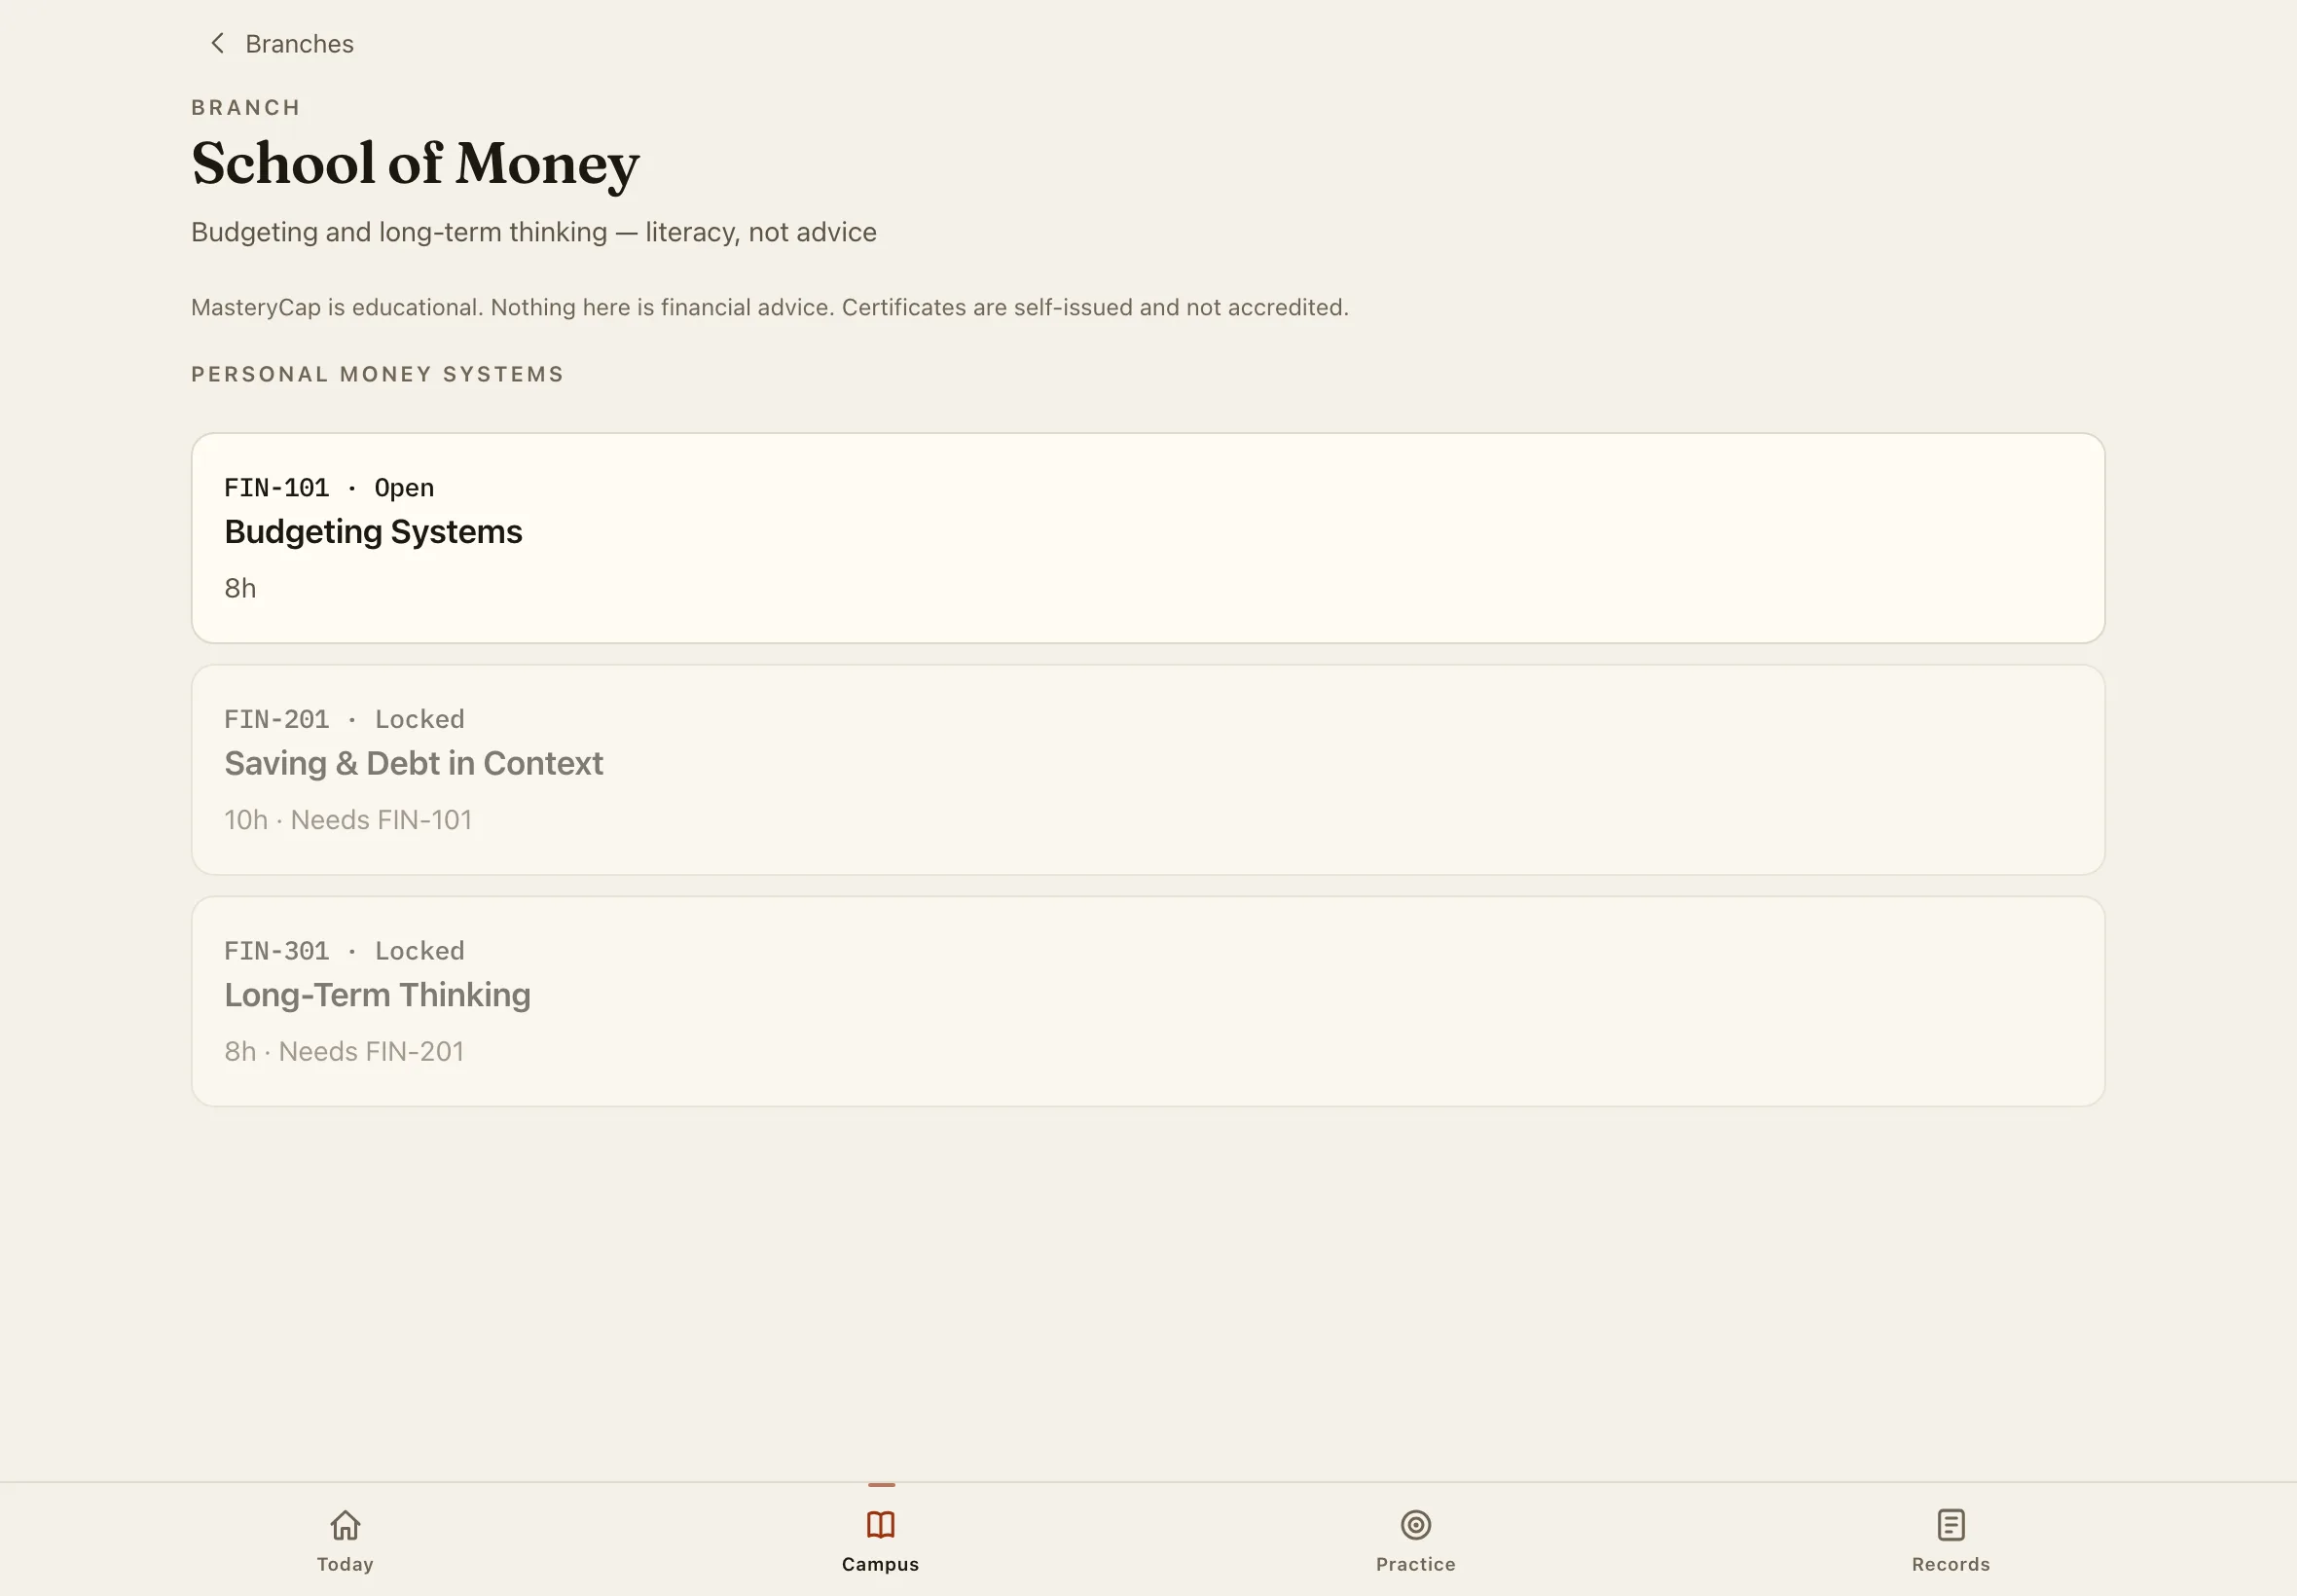 Branches
BRANCH
School of Money
Budgeting and long-term thinking — literacy, not advice
MasteryCap is educational. Nothing here is financial advice. Certificates are self-issued and not accredited.
PERSONAL MONEY SYSTEMS
FIN-101 · Open
Budgeting Systems
8h
FIN-201 · Locked
Saving & Debt in Context
10h · Needs FIN-101
FIN-301 · Locked
Long-Term Thinking
8h · Needs FIN-201
Today
Campus
Practice
Records